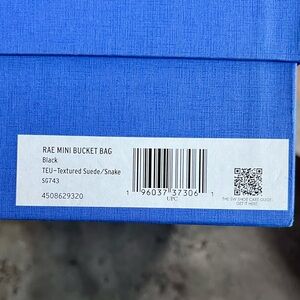 RAE MINI BUCKET BAG
Black
TEU-Textured Suede/Snake
SG743
4508629320
1 96037 37306 1
UPC
THE SW SHOE CARE GUIDE.
GET IT HERE.